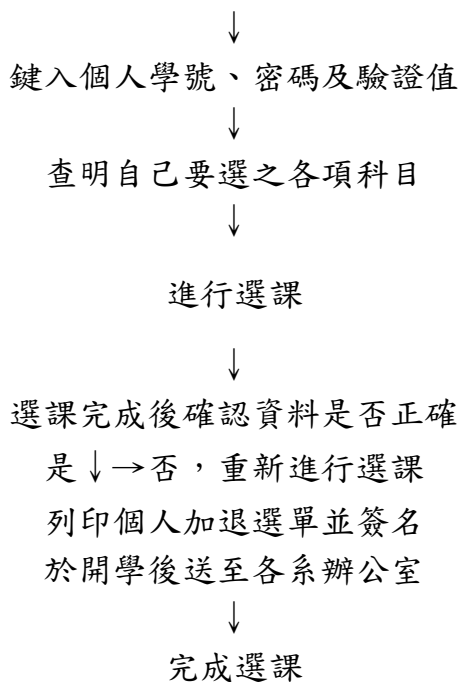 ↓
鍵入個人學號、密碼及驗證值
↓
查明自己要選之各項科目
↓
進行選課
↓
選課完成後確認資料是否正確
是↓→否，重新進行選課
列印個人加退選單並簽名
於開學後送至各系辦公室
↓
完成選課